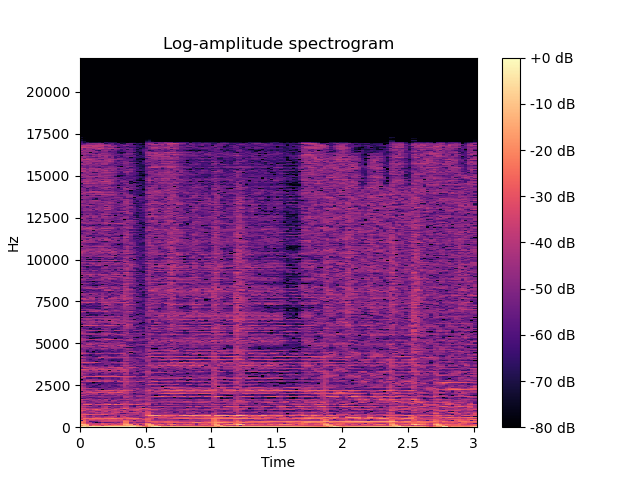 Log-amplitude spectrogram
20000
17500
15000
12500
10000
7500
5000
2500
0
Hz
0 0.5 1 1.5 2 2.5 3
Time
+0 dB
-10 dB
-20 dB
-30 dB
-40 dB
-50 dB
-60 dB
-70 dB
-80 dB